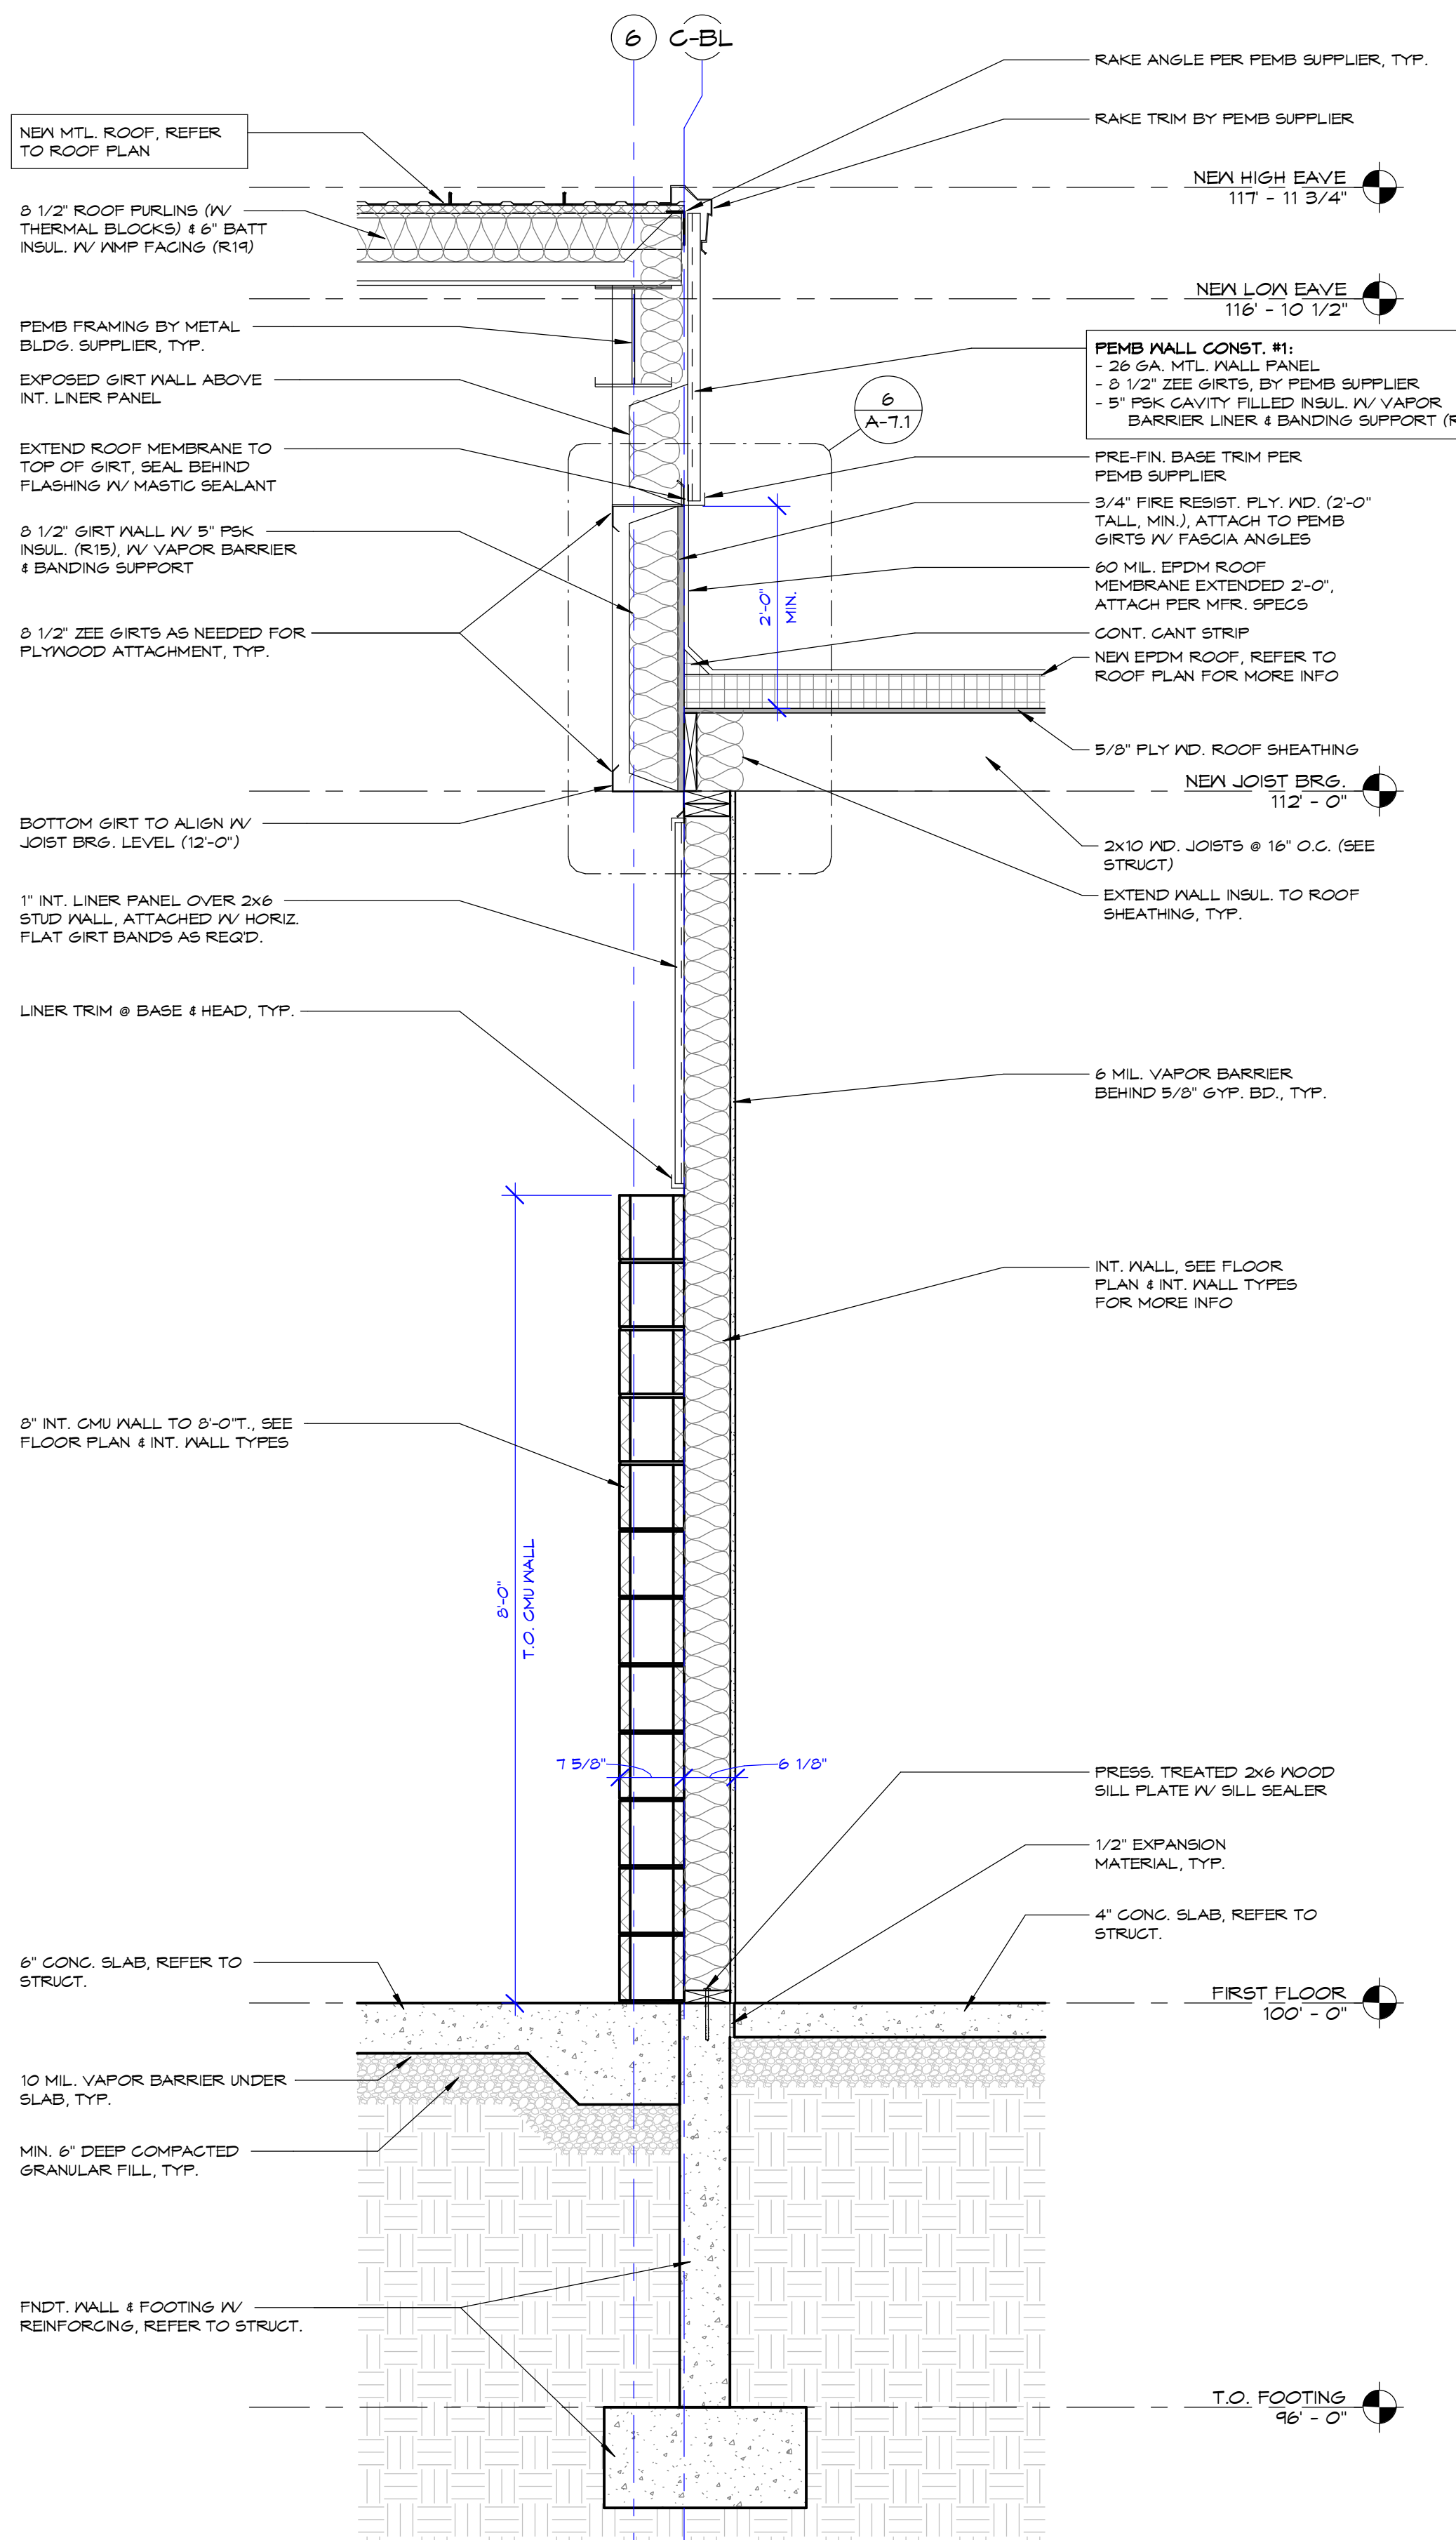 6 C-BL
RAKE ANGLE PER PEMB SUPPLIER, TYP.
RAKE TRIM BY PEMB SUPPLIER
NEW MTL. ROOF, REFER
TO ROOF PLAN
NEW HIGH EAVE
117' - 11 3/4"
8 1/2" ROOF PURLINS (W/
THERMAL BLOCKS) & 6" BATT
INSUL. W/ WMP FACING (R19)
NEW LOW EAVE
116' - 10 1/2"
PEMB FRAMING BY METAL
BLDG. SUPPLIER, TYP.
PEMB WALL CONST. #1:
- 26 GA. MTL. WALL PANEL
- 8 1/2" ZEE GIRTS, BY PEMB SUPPLIER
- 5" PSK CAVITY FILLED INSUL. W/ VAPOR
BARRIER LINER & BANDING SUPPORT (R
EXPOSED GIRT WALL ABOVE
INT. LINER PANEL
6
A-7.1
EXTEND ROOF MEMBRANE TO
TOP OF GIRT, SEAL BEHIND
FLASHING W/ MASTIC SEALANT
PRE-FIN. BASE TRIM PER
PEMB SUPPLIER
3/4" FIRE RESIST. PLY. WD. (2'-0"
TALL, MIN.), ATTACH TO PEMB
GIRTS W/ FASCIA ANGLES
8 1/2" GIRT WALL W/ 5" PSK
INSUL. (R15), W/ VAPOR BARRIER
& BANDING SUPPORT
60 MIL. EPDM ROOF
MEMBRANE EXTENDED 2'-0",
ATTACH PER MFR. SPECS
2'-0"
MIN.
8 1/2" ZEE GIRTS AS NEEDED FOR
PLYWOOD ATTACHMENT, TYP.
CONT. CANT STRIP
NEW EPDM ROOF, REFER TO
ROOF PLAN FOR MORE INFO
5/8" PLY WD. ROOF SHEATHING
NEW JOIST BRG.
112' - 0"
BOTTOM GIRT TO ALIGN W/
JOIST BRG. LEVEL (12'-0")
2x10 WD. JOISTS @ 16" O.C. (SEE
STRUCT)
EXTEND WALL INSUL. TO ROOF
SHEATHING, TYP.
1" INT. LINER PANEL OVER 2x6
STUD WALL, ATTACHED W/ HORIZ.
FLAT GIRT BANDS AS REQ'D.
LINER TRIM @ BASE & HEAD, TYP.
6 MIL. VAPOR BARRIER
BEHIND 5/8" GYP. BD., TYP.
INT. WALL, SEE FLOOR
PLAN & INT. WALL TYPES
FOR MORE INFO
8" INT. CMU WALL TO 8'-0"T., SEE
FLOOR PLAN & INT. WALL TYPES
8'-0"
T.O. CMU WALL
7 5/8"
6 1/8"
PRESS. TREATED 2x6 WOOD
SILL PLATE W/ SILL SEALER
1/2" EXPANSION
MATERIAL, TYP.
4" CONC. SLAB, REFER TO
STRUCT.
6" CONC. SLAB, REFER TO
STRUCT.
FIRST FLOOR
100' - 0"
10 MIL. VAPOR BARRIER UNDER
SLAB, TYP.
MIN. 6" DEEP COMPACTED
GRANULAR FILL, TYP.
FNDT. WALL & FOOTING W/
REINFORCING, REFER TO STRUCT.
T.O. FOOTING
96' - 0"